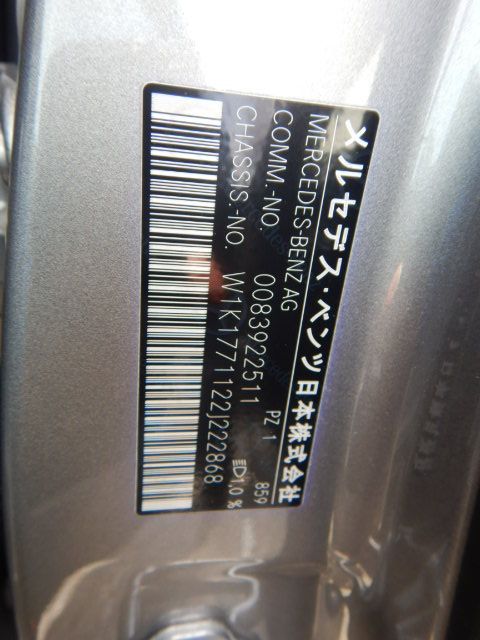 メルセデス・ベンツ日本株式会社
MERCEDES-BENZ AG 859
COMM.-NO. 0083922511 PZ 1
CHASSIS.-NO W1K1771122J222868 1,0 %